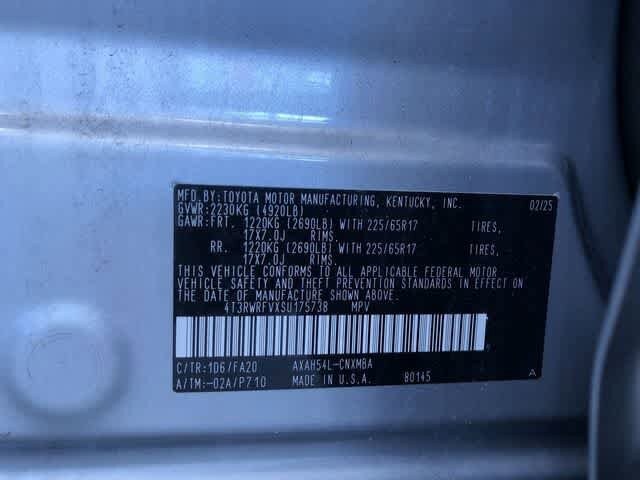 MFD.BY:TOYOTA MOTOR MANUFACTURING, KENTUCKY, INC. 02/25
GVWR:2230KG (4920LB)
GAWR:FRT. 1220KG (2690LB) WITH 225/65R17 TIRES,
17X7.0J RIMS.
RR. 1220KG (2690LB) WITH 225/65R17 TIRES,
17X7.0J RIMS.
THIS VEHICLE CONFORMS TO ALL APPLICABLE FEDERAL MOTOR
VEHICLE SAFETY AND THEFT PREVENTION STANDARDS IN EFFECT
ON THE DATE OF MANUFACTURE SHOWN ABOVE.
4T3RWRFVXSU175738 MPV
C/TR:1D6/FA20 AXAH54L-CNXMBA
A/TM:-02A/P710 MADE IN U.S.A. 80145 A